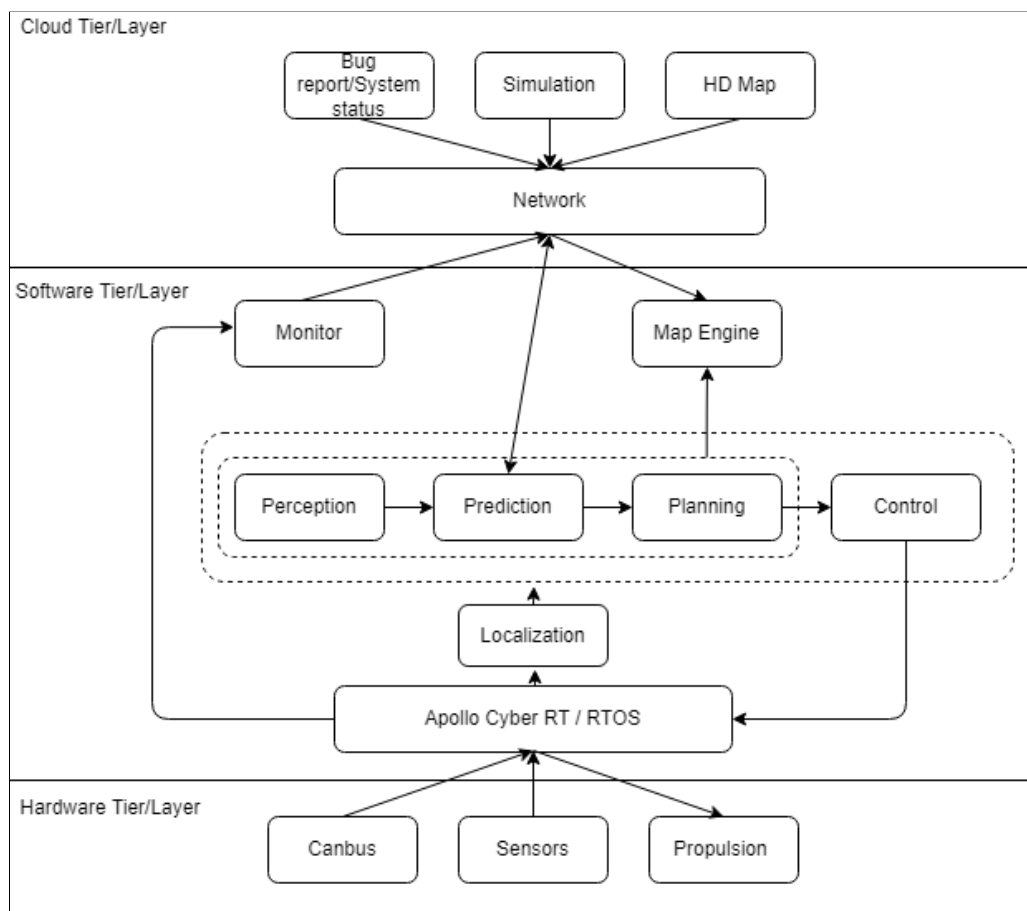 Cloud Tier/Layer
Bug
report/System
status
Simulation
HD Map
Network
Software Tier/Layer
Monitor
Map Engine
Perception
Prediction
Planning
Control
Localization
Apollo Cyber RT / RTOS
Hardware Tier/Layer
Canbus
Sensors
Propulsion